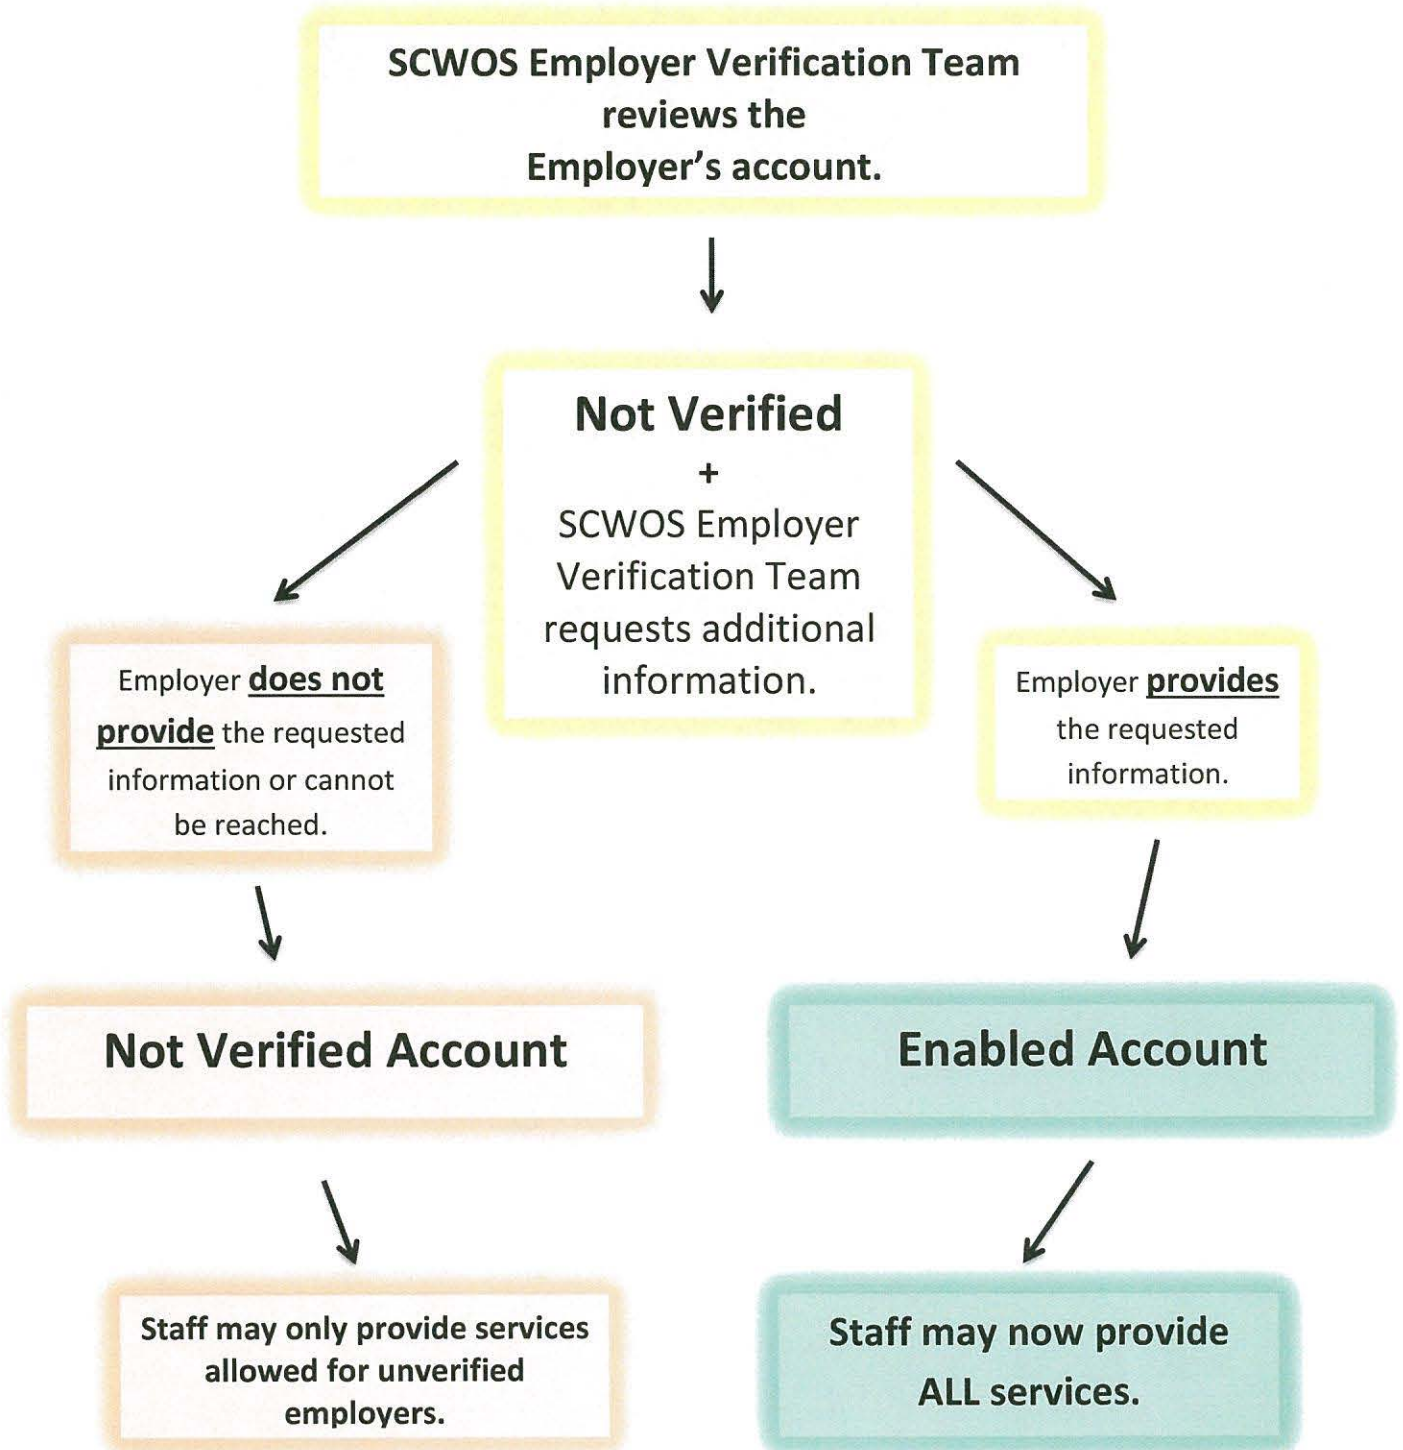 SCWOS Employer Verification Team
reviews the
Employer’s account.
Not Verified
+
SCWOS Employer
Verification Team
requests additional
information.
Employer does not
provide the requested
information or cannot
be reached.
Employer provides
the requested
information.
Not Verified Account
Enabled Account
Staff may only provide services
allowed for unverified
employers.
Staff may now provide
ALL services.